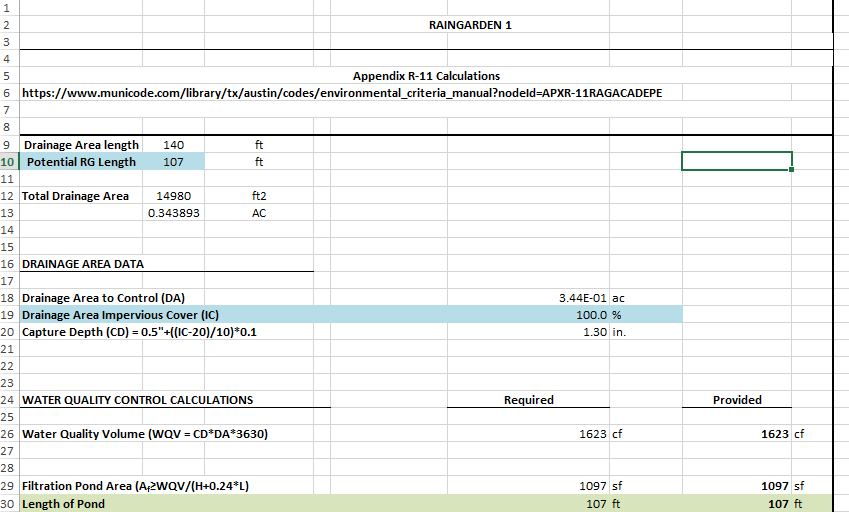 1
2 RAINGARDEN 1
3
4
5 Appendix R-11 Calculations
6 https://www.municode.com/library/tx/austin/codes/environmental_criteria_manual?nodeId=APXR-11RAGACADEPE
7
8
9 Drainage Area length 140 ft
10 Potential RG Length 107 ft
11
12 Total Drainage Area 14980 ft2
13 0.343893 AC
14
15
16 DRAINAGE AREA DATA
17
18 Drainage Area to Control (DA) 3.44E-01 ac
19 Drainage Area Impervious Cover (IC) 100.0 %
20 Capture Depth (CD) = 0.5"+((IC-20)/10)*0.1 1.30 in.
21
22
23
24 WATER QUALITY CONTROL CALCULATIONS Required Provided
25
26 Water Quality Volume (WQV = CD*DA*3630) 1623 cf 1623 cf
27
28
29 Filtration Pond Area (Af≥WQV/(H+0.24*L) 1097 sf 1097 sf
30 Length of Pond 107 ft 107 ft